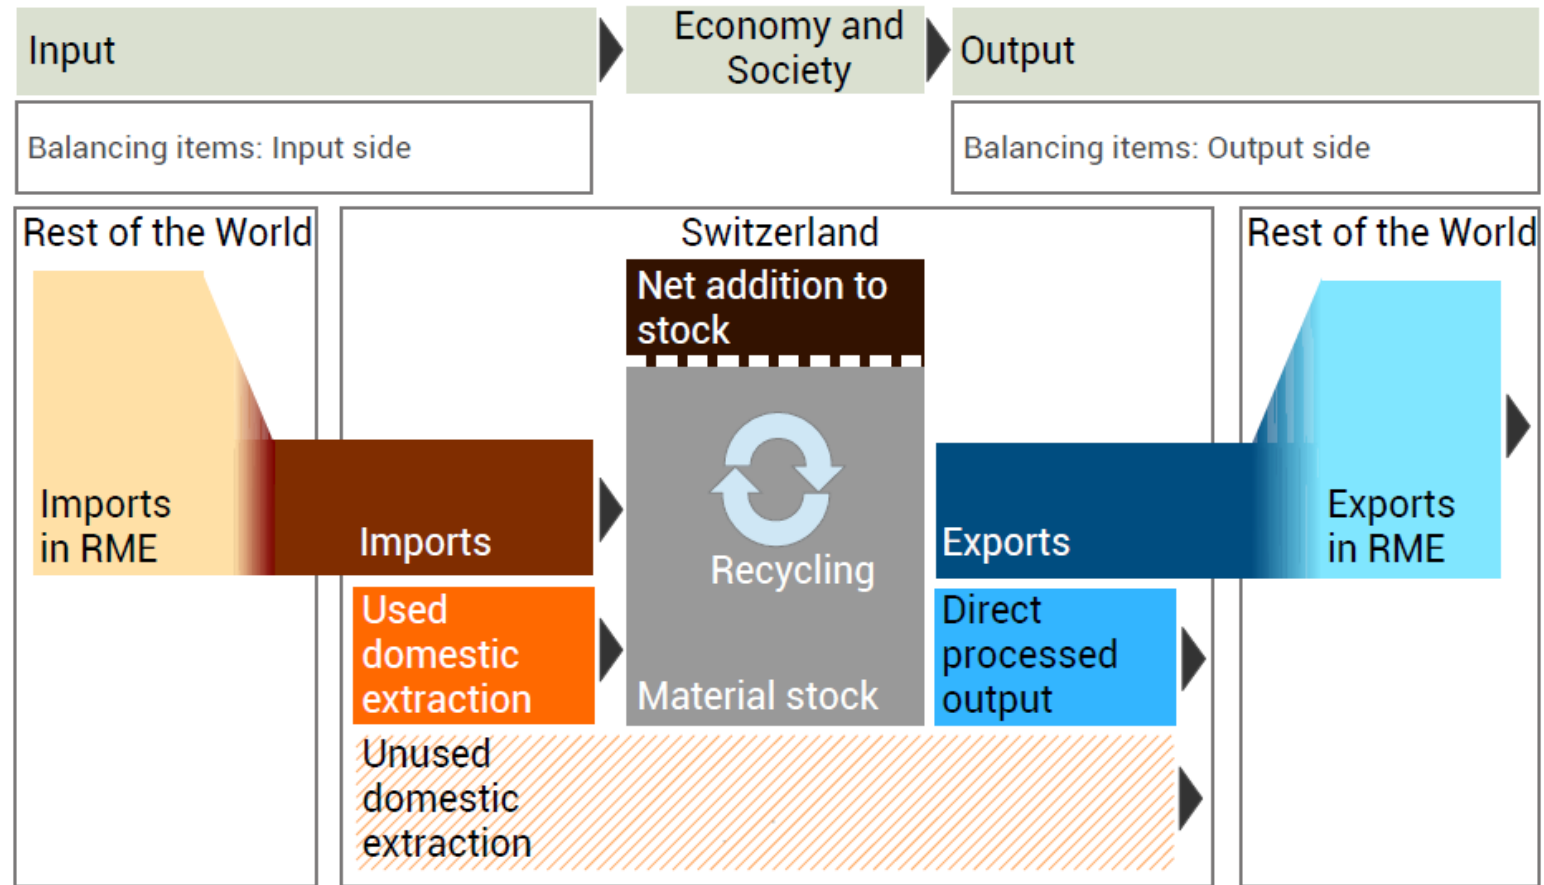 Input
Economy and
Society
Output
Balancing items: Input side
Balancing items: Output side
Rest of the World
Switzerland
Rest of the World
Net addition to
stock
Imports
in RME
Imports
Recycling
Exports
Exports
in RME
Used
domestic
extraction
Material stock
Direct
processed
output
Unused
domestic
extraction